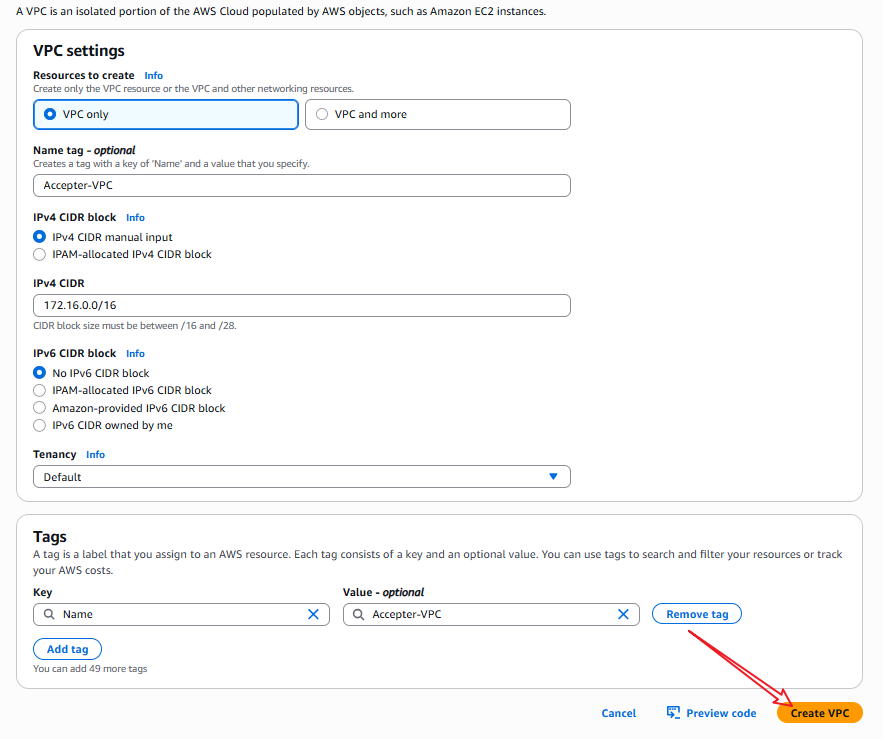 A VPC is an isolated portion of the AWS Cloud populated by AWS objects, such as Amazon EC2 instances.
VPC settings
Resources to create Info
Create only the VPC resource or the VPC and other networking resources.
VPC only
VPC and more
Name tag - optional
Creates a tag with a key of 'Name' and a value that you specify.
Accepter-VPC
IPv4 CIDR block Info
IPv4 CIDR manual input
IPAM-allocated IPv4 CIDR block
IPv4 CIDR
172.16.0.0/16
CIDR block size must be between /16 and /28.
IPv6 CIDR block Info
No IPv6 CIDR block
IPAM-allocated IPv6 CIDR block
Amazon-provided IPv6 CIDR block
IPv6 CIDR owned by me
Tenancy Info
Default
Tags
A tag is a label that you assign to an AWS resource. Each tag consists of a key and an optional value. You can use tags to search and filter your resources or track
your AWS costs.
Key Value - optional
Name Accepter-VPC Remove tag
Add tag
You can add 49 more tags
Cancel Preview code Create VPC